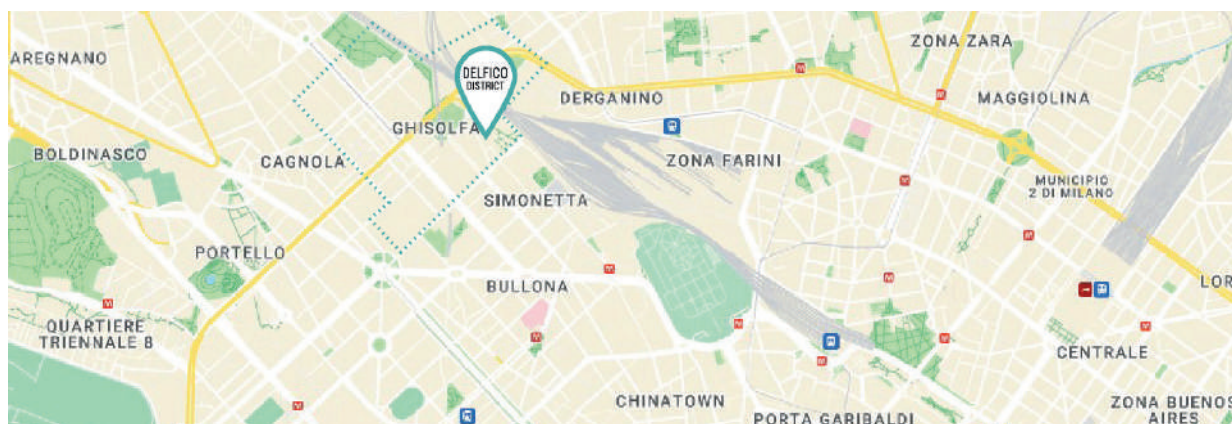 ZONA ZARA
AREGNANO
DELFICO
DISTRICT
DERGANINO
MAGGIOLINA
GHISOLFA
BOLDINASCO
CAGNOLA
ZONA FARINI
MUNICIPIO
2 DI MILANO
SIMONETTA
PORTELLO
LOR
BULLONA
QUARTIERE
TRIENNALE 8
CENTRALE
CHINATOWN
ZONA BUENOS
AIRES
PORTA GARIBALDI